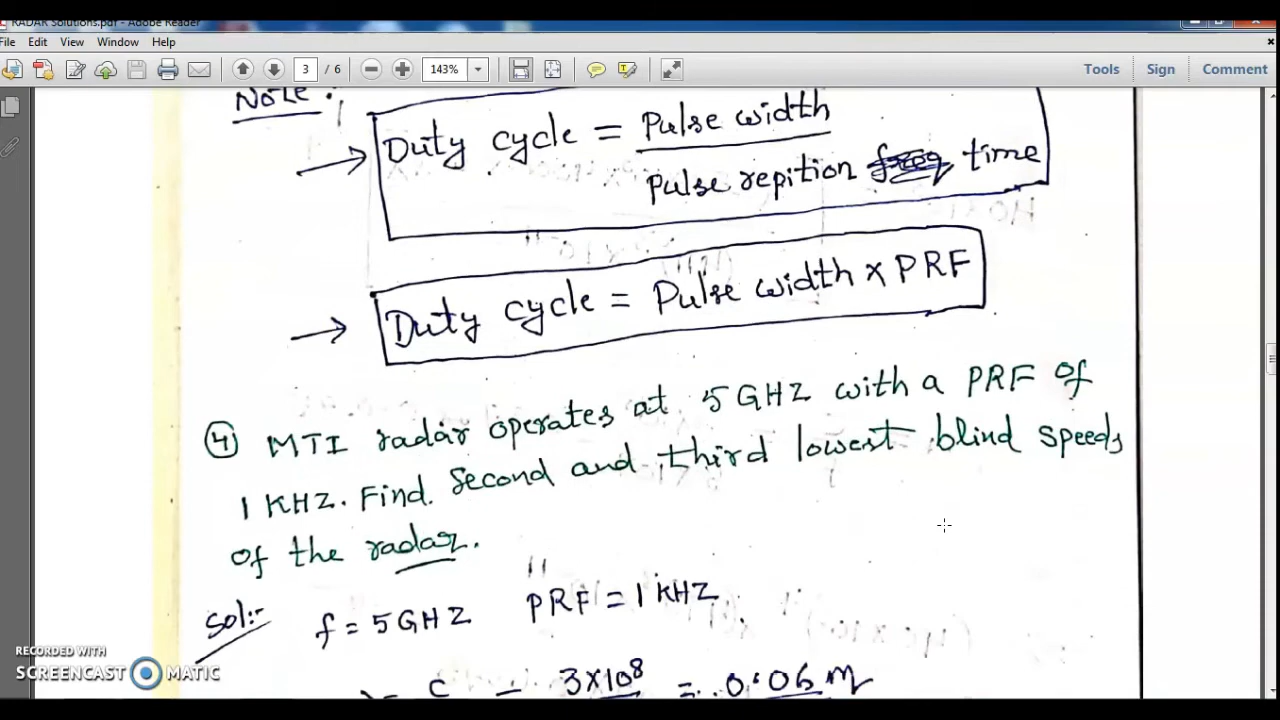 RADAR Solutions.pdf - Adobe Reader
File Edit View Window Help
3 / 6 143% Tools Sign Comment
Note :
Duty cycle = Pulse width
Pulse repition time
Duty cycle = Pulse width x PRF
4 MTI radar operates at 5 GHZ with a PRF of
1 KHZ. Find second and third lowest blind speeds
of the radar.
Sol:-
f = 5 GHZ PRF = 1 KHZ
= C = 3X10⁸ = 0.06 m
RECORDED WITH
SCREENCAST MATIC